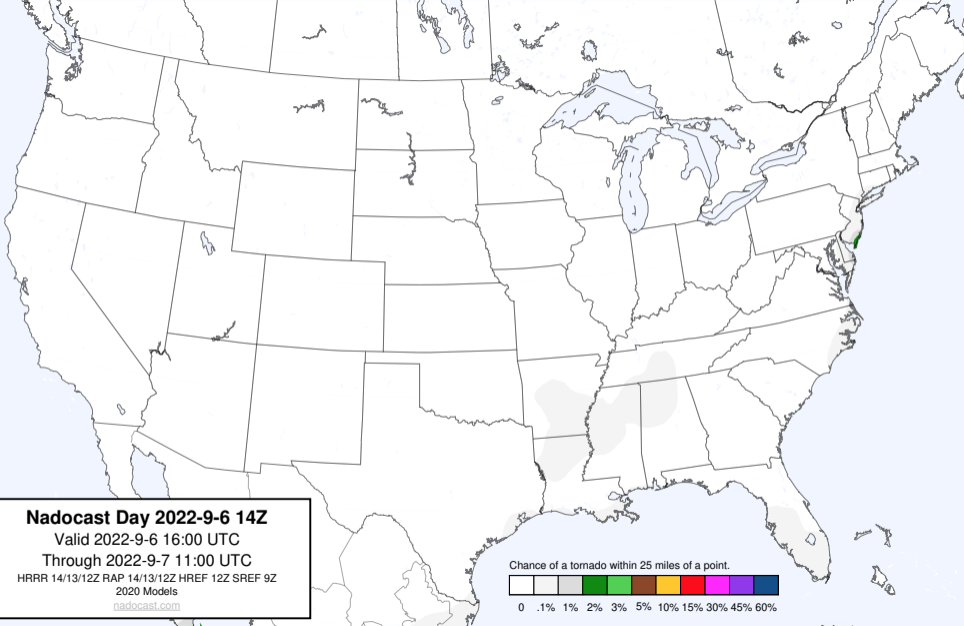 Nadocast Day 2022-9-6 14Z
Valid 2022-9-6 16:00 UTC
Through 2022-9-7 11:00 UTC
HRRR 14/13/12Z RAP 14/13/12Z HREF 12Z SREF 9Z
2020 Models
nadocast.com
Chance of a tornado within 25 miles of a point.
0 .1% 1% 2% 3% 5% 10% 15% 30% 45% 60%